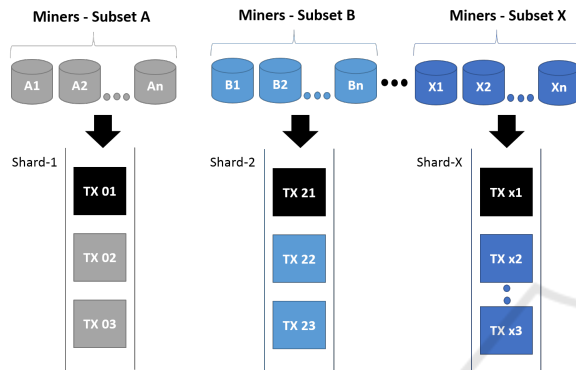 Miners - Subset A
Miners - Subset B
Miners - Subset X
A1 A2 An
B1 B2 Bn
X1 X2 Xn
Shard-1
Shard-2
Shard-X
TX 01
TX 21
TX x1
TX 02
TX 22
TX x2
TX 03
TX 23
TX x3